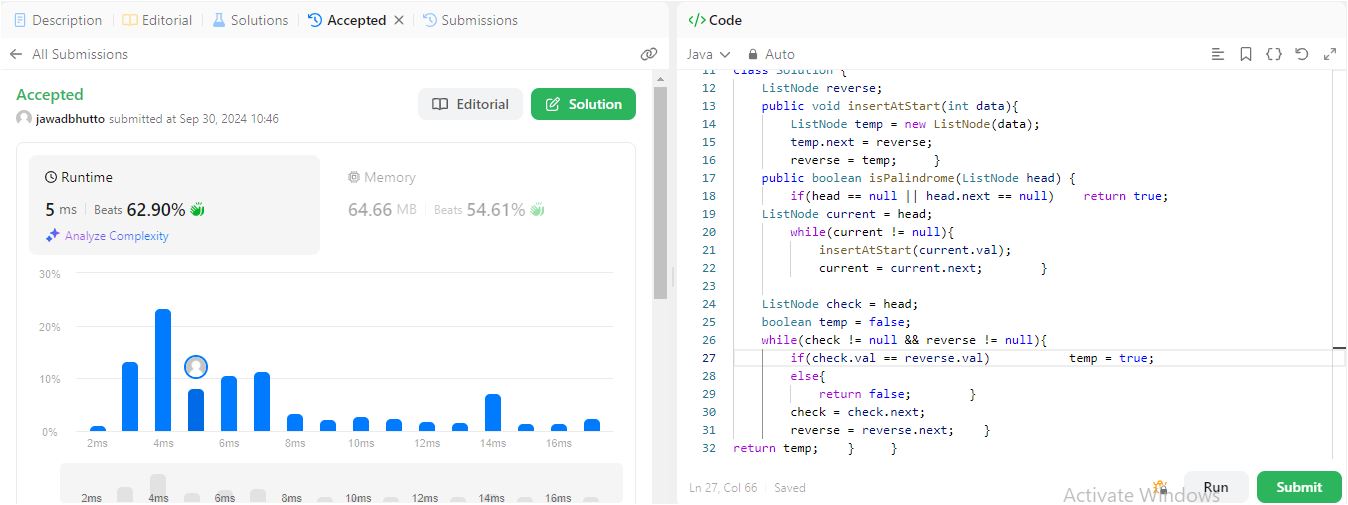 Description Editorial Solutions Accepted Submissions
All Submissions
Accepted
jawadbhutto submitted at Sep 30, 2024 10:46
Editorial Solution
Runtime
5 ms Beats 62.90%
Analyze Complexity
Memory
64.66 MB Beats 54.61%
30%
20%
10%
0%
2ms 4ms 6ms 8ms 10ms 12ms 14ms 16ms
2ms 4ms 6ms 8ms 10ms 12ms 14ms 16ms
</> Code
Java Auto
11 class Solution {
12 ListNode reverse;
13 public void insertAtStart(int data){
14 ListNode temp = new ListNode(data);
15 temp.next = reverse;
16 reverse = temp; }
17 public boolean isPalindrome(ListNode head) {
18 if(head == null || head.next == null) return true;
19 ListNode current = head;
20 while(current != null){
21 insertAtStart(current.val);
22 current = current.next; }
23
24 ListNode check = head;
25 boolean temp = false;
26 while(check != null && reverse != null){
27 if(check.val == reverse.val) temp = true;
28 else{
29 return false; }
30 check = check.next;
31 reverse = reverse.next; }
32 return temp; } }
Ln 27, Col 66 Saved
Run Submit
Activate Windows